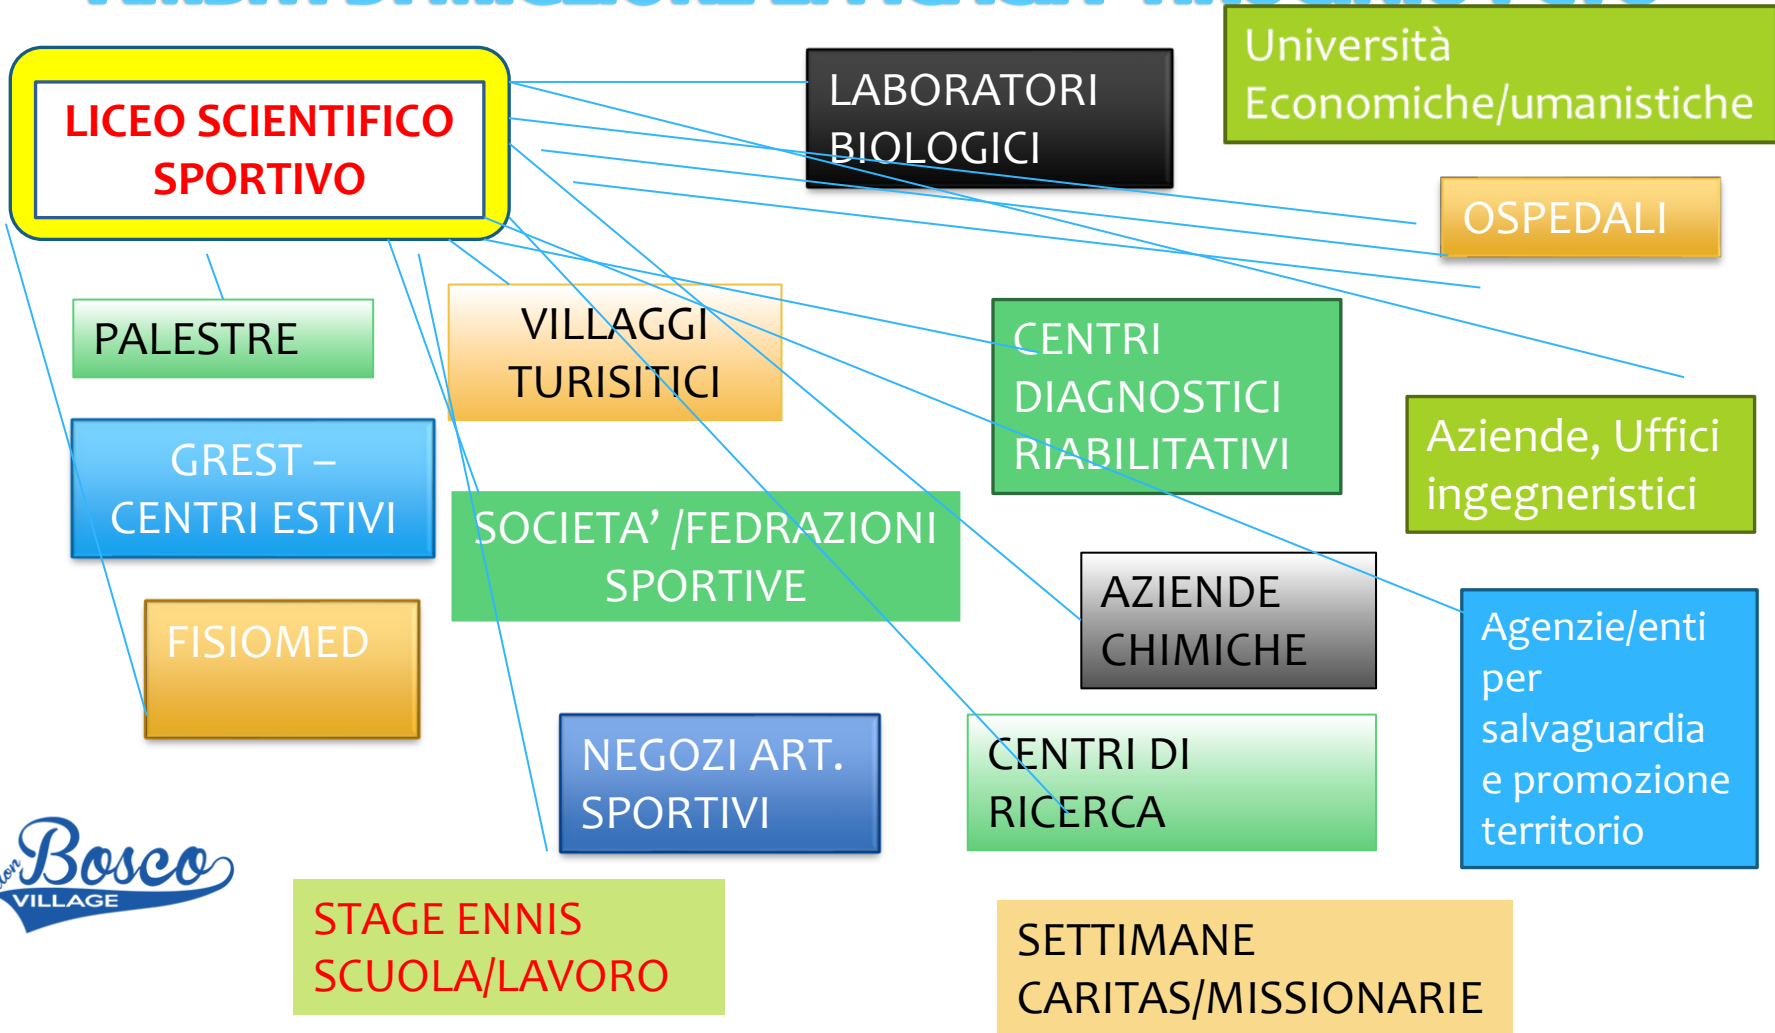 LICEO SCIENTIFICO
SPORTIVO
LABORATORI
BIOLOGICI
Università
Economiche/umanistiche
OSPEDALI
PALESTRE
VILLAGGI
TURISITICI
CENTRI
DIAGNOSTICI
RIABILITATIVI
Aziende, Uffici
ingegneristici
GREST –
CENTRI ESTIVI
SOCIETA’ /FEDRAZIONI
SPORTIVE
AZIENDE
CHIMICHE
Agenzie/enti
per
salvaguardia
e promozione
territorio
FISIOMED
NEGOZI ART.
SPORTIVI
CENTRI DI
RICERCA
don Bosco
VILLAGE
STAGE ENNIS
SCUOLA/LAVORO
SETTIMANE
CARITAS/MISSIONARIE